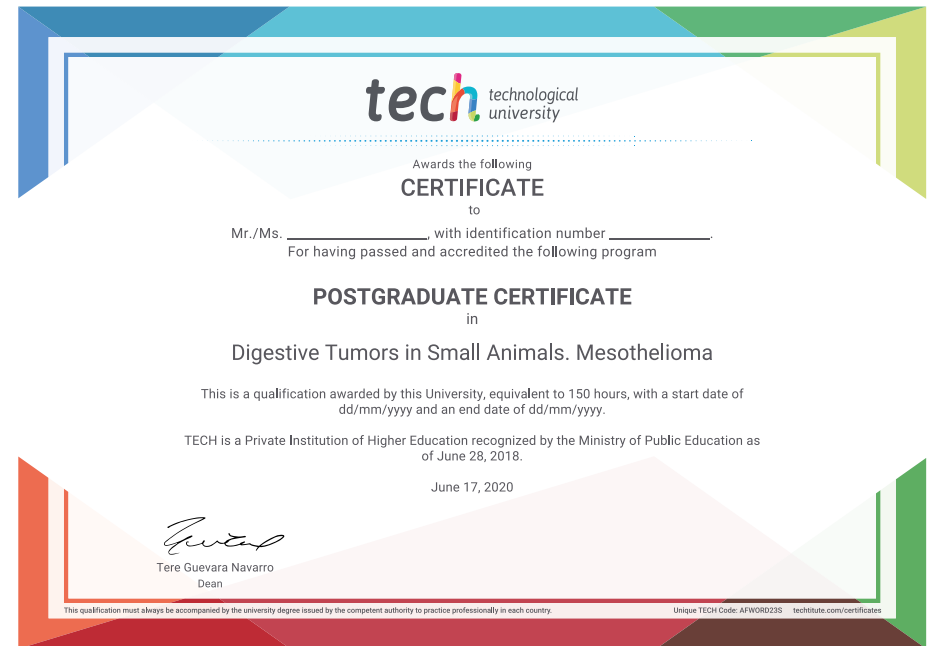 tech technological
university
Awards the following
CERTIFICATE
to
Mr./Ms. ____________________, with identification number ______________.
For having passed and accredited the following program
POSTGRADUATE CERTIFICATE
in
Digestive Tumors in Small Animals. Mesothelioma
This is a qualification awarded by this University, equivalent to 150 hours, with a start date of
dd/mm/yyyy and an end date of dd/mm/yyyy.
TECH is a Private Institution of Higher Education recognized by the Ministry of Public Education as
of June 28, 2018.
June 17, 2020
Tere Guevara Navarro
Dean
This qualification must always be accompanied by the university degree issued by the competent authority to practice professionally in each country.
Unique TECH Code: AFWORD23S techtitute.com/certificates